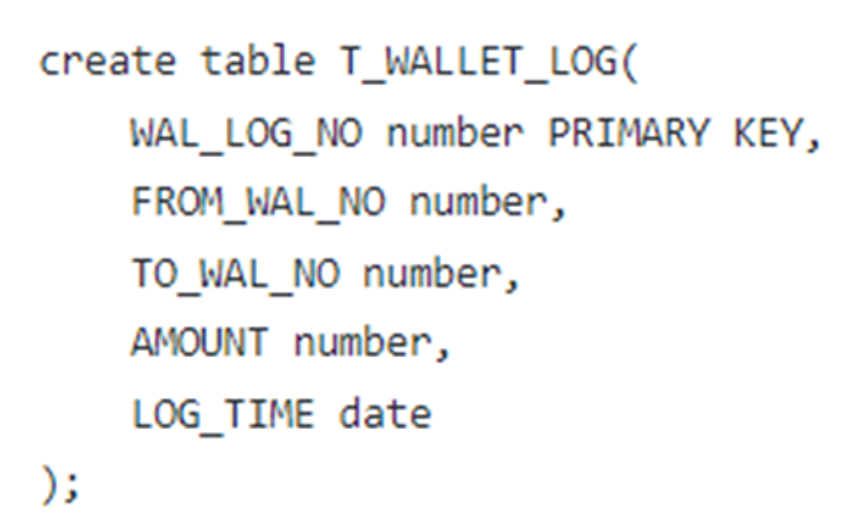 create table T_WALLET_LOG(
    WAL_LOG_NO number PRIMARY KEY,
    FROM_WAL_NO number,
    TO_WAL_NO number,
    AMOUNT number,
    LOG_TIME date
);